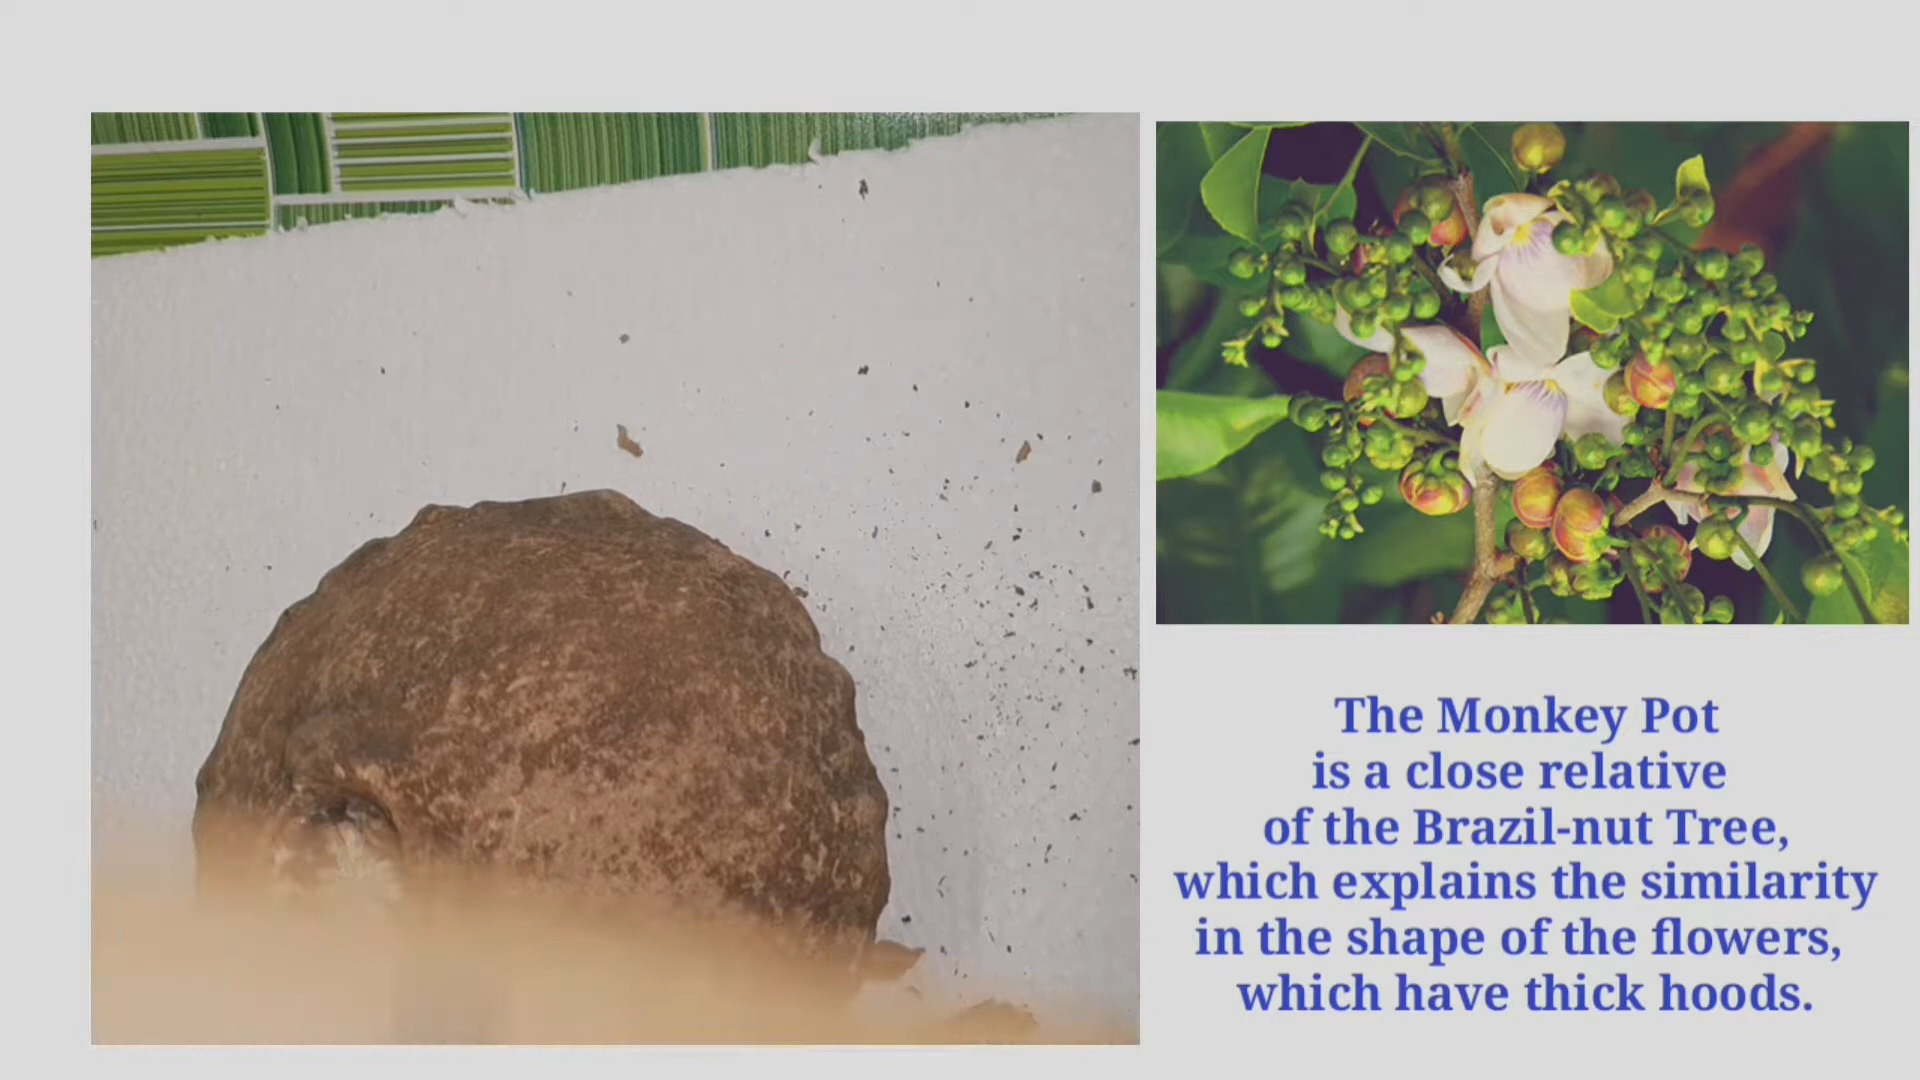 The Monkey Pot
is a close relative
of the Brazil-nut Tree,
which explains the similarity
in the shape of the flowers,
which have thick hoods.